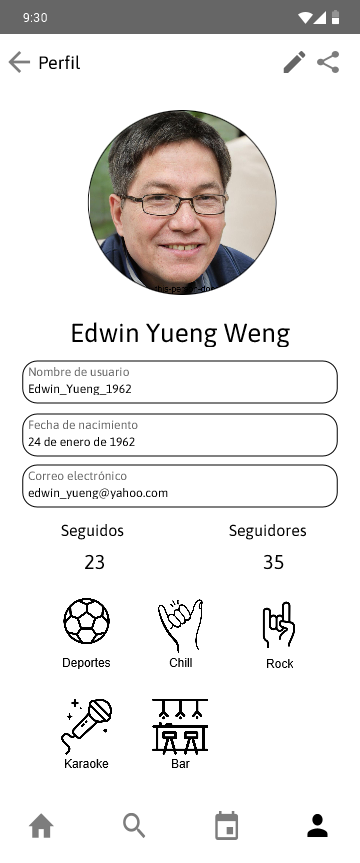 9:30
Perfil
Edwin Yueng Weng
Nombre de usuario
Edwin_Yueng_1962
Fecha de nacimiento
24 de enero de 1962
Correo electrónico
edwin_yueng@yahoo.com
Seguidos Seguidores
23 35
Deportes Chill Rock
Karaoke Bar